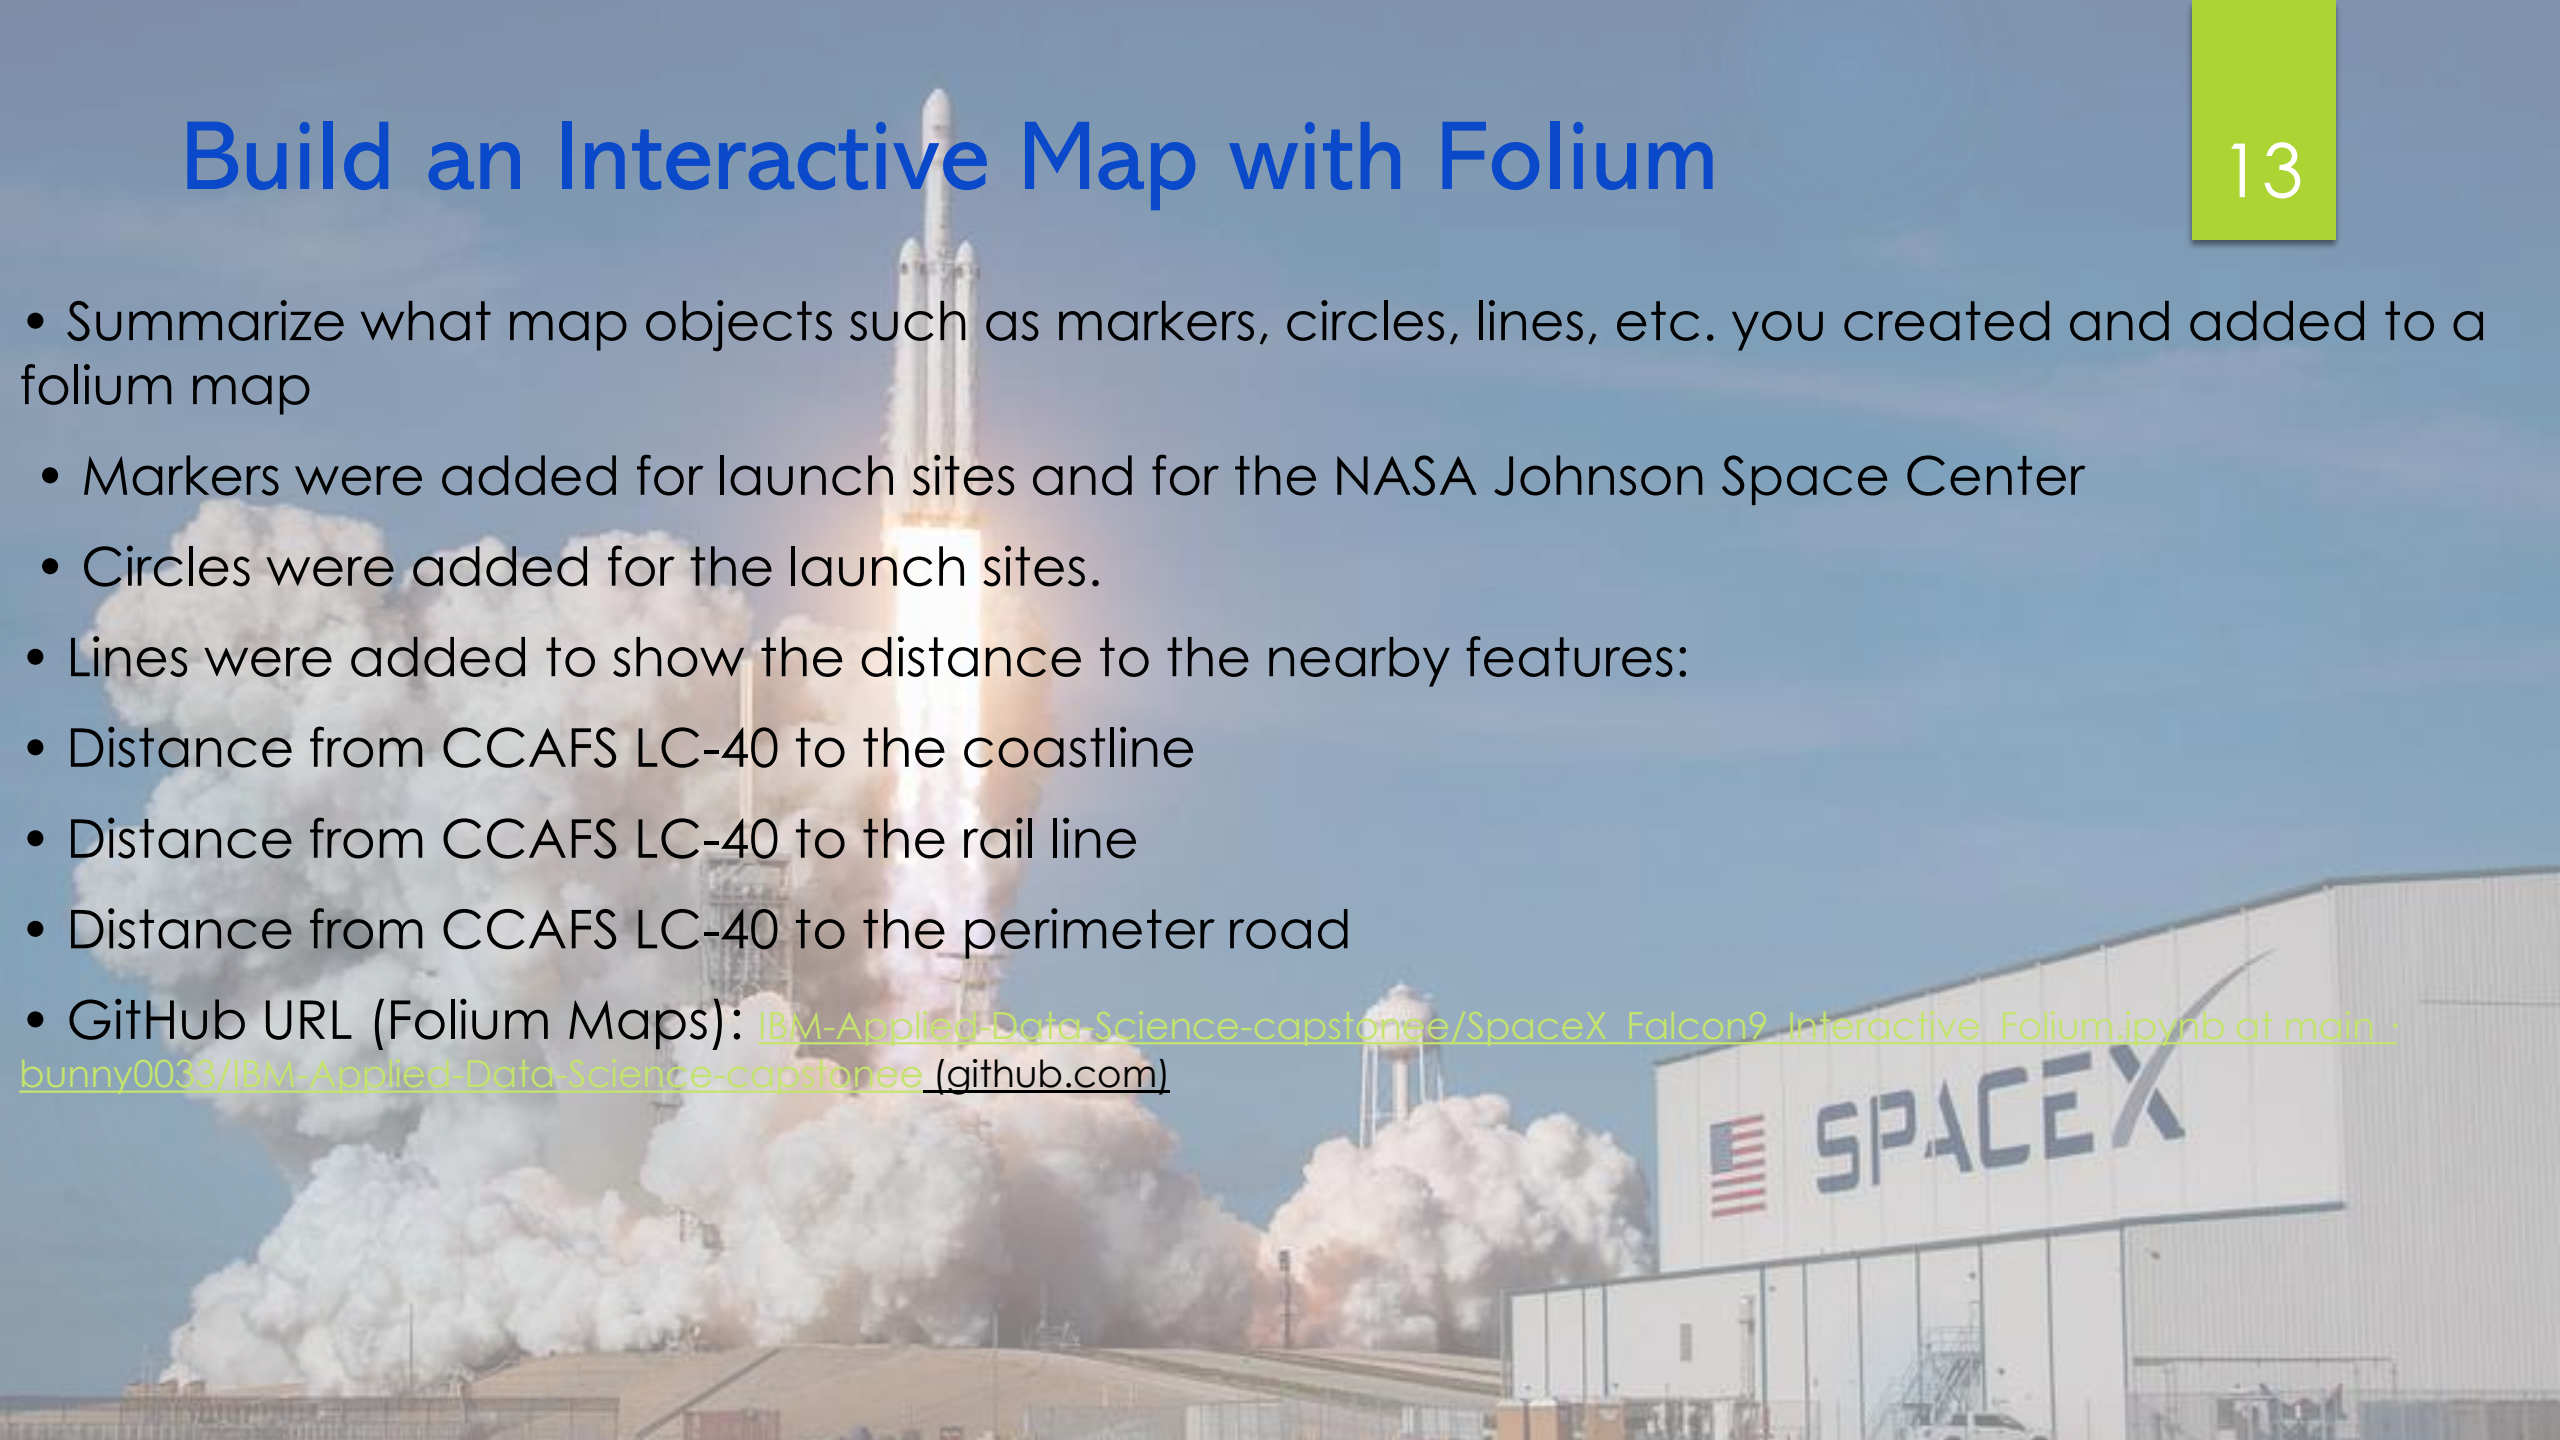 Build an Interactive Map with Folium
13
• Summarize what map objects such as markers, circles, lines, etc. you created and added to a
folium map
• Markers were added for launch sites and for the NASA Johnson Space Center
• Circles were added for the launch sites.
• Lines were added to show the distance to the nearby features:
• Distance from CCAFS LC-40 to the coastline
• Distance from CCAFS LC-40 to the rail line
• Distance from CCAFS LC-40 to the perimeter road
• GitHub URL (Folium Maps): IBM-Applied-Data-Science-capstonee/SpaceX_Falcon9_Interactive_Folium.ipynb at main ·
bunny0033/IBM-Applied-Data-Science-capstonee (github.com)
SPACEX